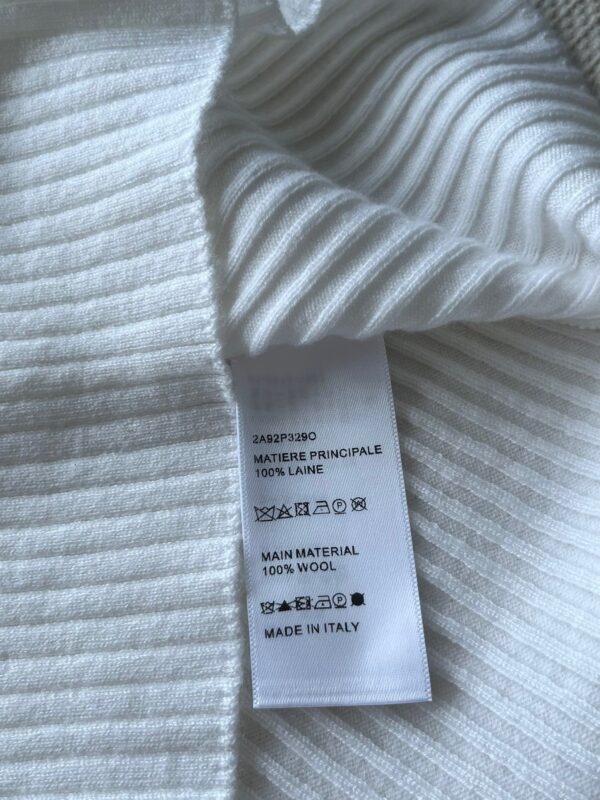 2A92P329O
MATIERE PRINCIPALE
100% LAINE
MAIN MATERIAL
100% WOOL
MADE IN ITALY